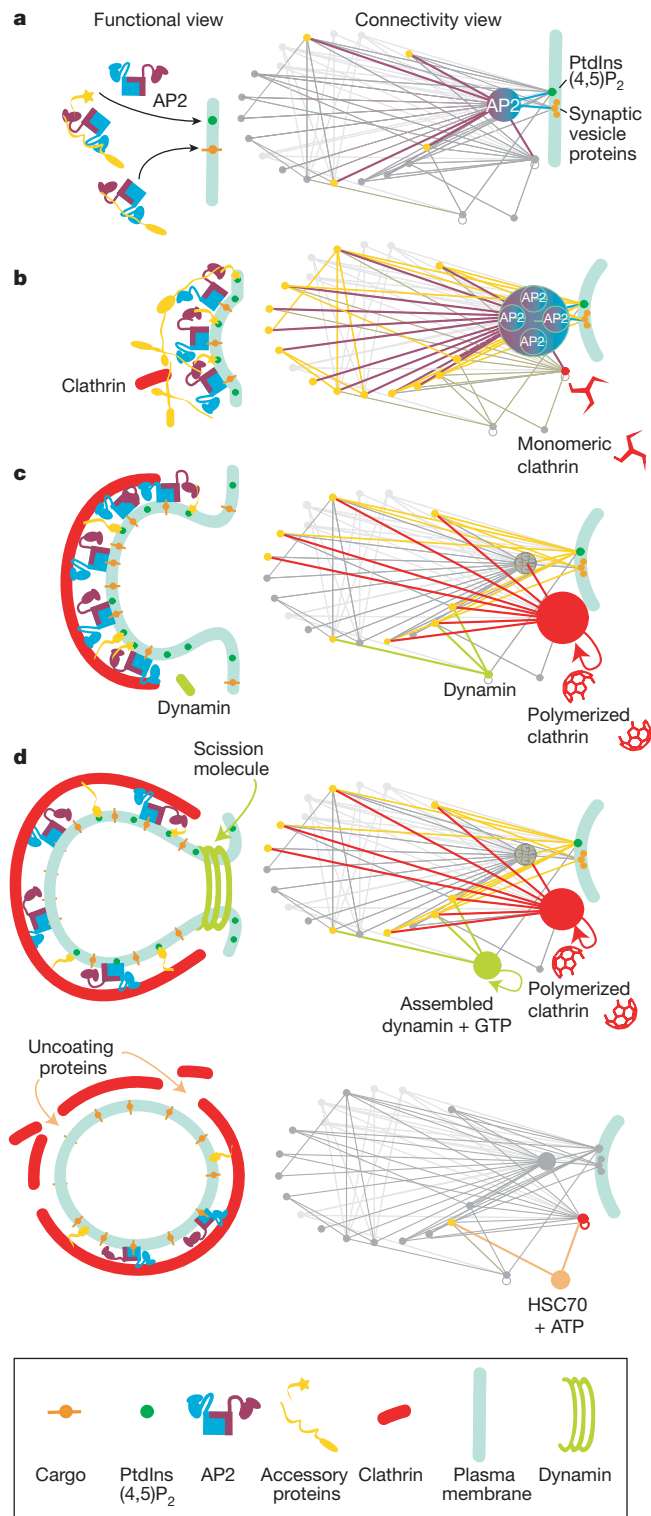 a
Functional view
Connectivity view
AP2
AP2
PtdIns
(4,5)P2
Synaptic
vesicle
proteins
b
Clathrin
AP2
AP2
AP2
AP2
Monomeric
clathrin
c
Dynamin
Dynamin
Polymerized
clathrin
d
Scission
molecule
Assembled
dynamin + GTP
Polymerized
clathrin
Uncoating
proteins
HSC70
+ ATP
Cargo
PtdIns
(4,5)P2
AP2
Accessory
proteins
Clathrin
Plasma
membrane
Dynamin